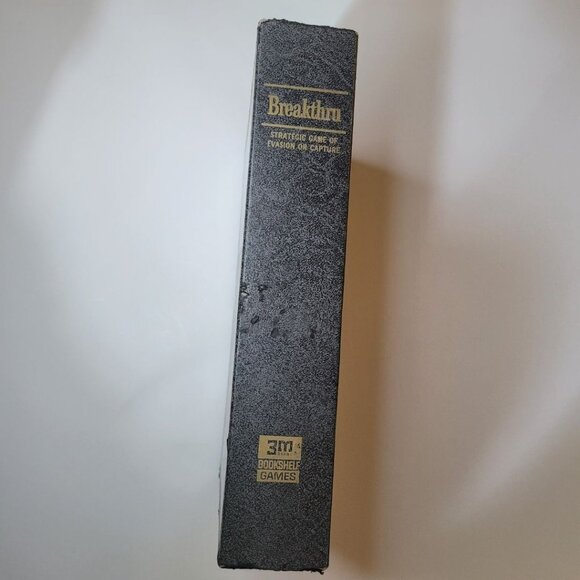 Breakthru
STRATEGIC GAME OF
EVASION OR CAPTURE
3m
BOOKSHELF
GAMES